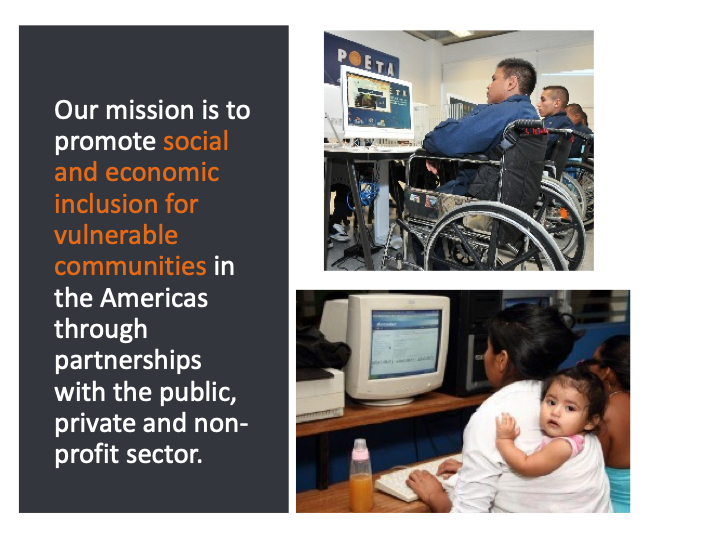 Our mission is to
promote social
and economic
inclusion for
vulnerable
communities in
the Americas
through
partnerships
with the public,
private and non-
profit sector.
POETA